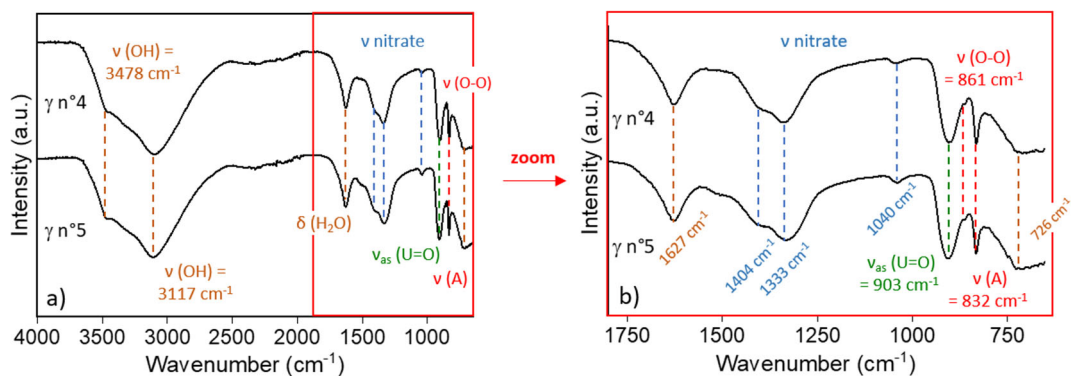 ν (OH) =
3478 cm⁻¹
ν nitrate
ν (O-O)
γ n°4
γ n°5
δ (H₂O)
νₐₛ (U=O)
ν (OH) =
3117 cm⁻¹
ν (A)
a)
Intensity (a.u.)
4000 3500 3000 2500 2000 1500 1000
Wavenumber (cm⁻¹)
zoom
ν nitrate
ν (O-O)
= 861 cm⁻¹
γ n°4
γ n°5
1627 cm⁻¹
1404 cm⁻¹
1333 cm⁻¹
1040 cm⁻¹
νₐₛ (U=O)
= 903 cm⁻¹
ν (A)
= 832 cm⁻¹
726 cm⁻¹
b)
Intensity (a.u.)
1800 1500 1250 1000 750
Wavenumber (cm⁻¹)